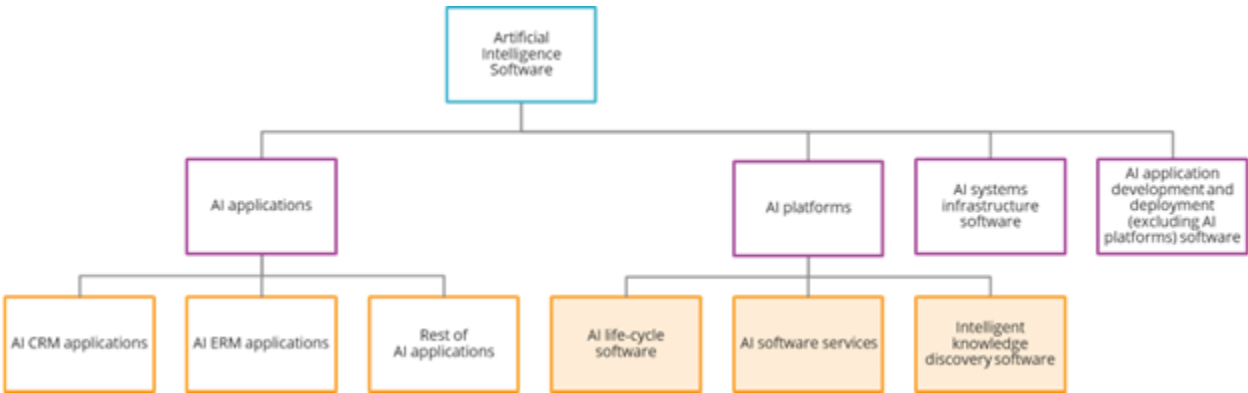 Artificial
Intelligence
Software
AI applications
AI platforms
AI systems
infrastructure
software
AI application
development and
deployment
(excluding AI
platforms) software
AI CRM applications
AI ERM applications
Rest of
AI applications
AI life-cycle
software
AI software services
Intelligent
knowledge
discovery software